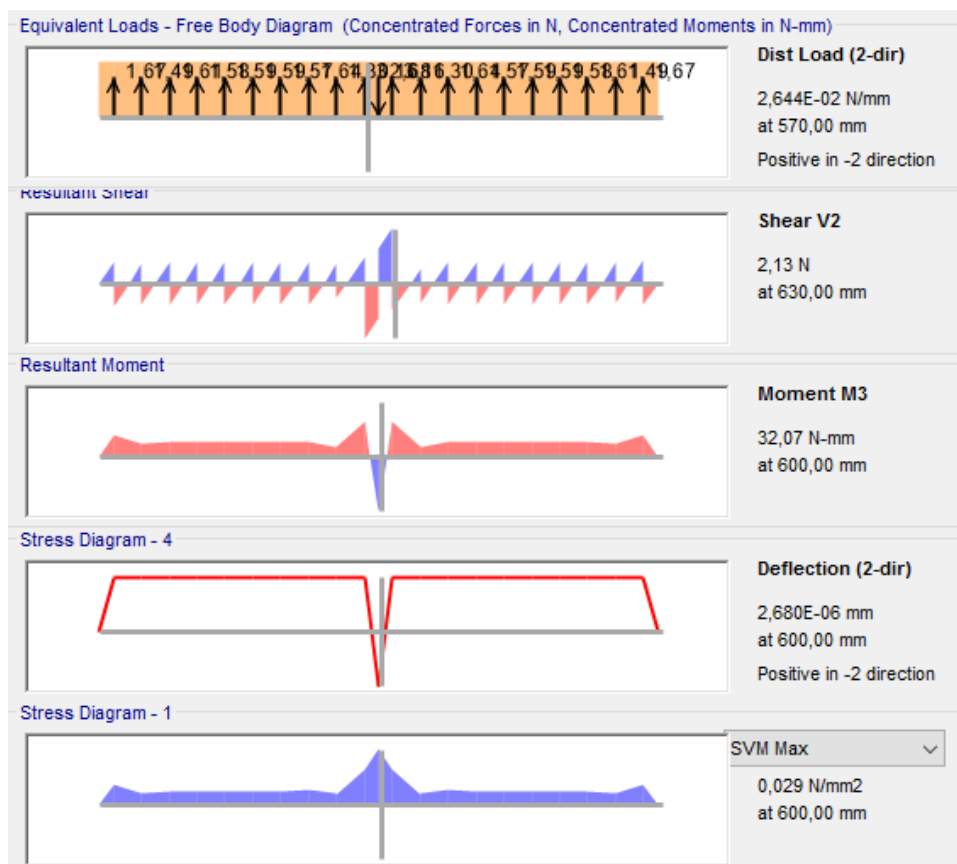 Equivalent Loads - Free Body Diagram (Concentrated Forces in N, Concentrated Moments in N-mm)
Dist Load (2-dir)
2,644E-02 N/mm
at 570,00 mm
Positive in -2 direction
Resultant Shear
Shear V2
2,13 N
at 630,00 mm
Resultant Moment
Moment M3
32,07 N-mm
at 600,00 mm
Stress Diagram - 4
Deflection (2-dir)
2,680E-06 mm
at 600,00 mm
Positive in -2 direction
Stress Diagram - 1
SVM Max
0,029 N/mm2
at 600,00 mm